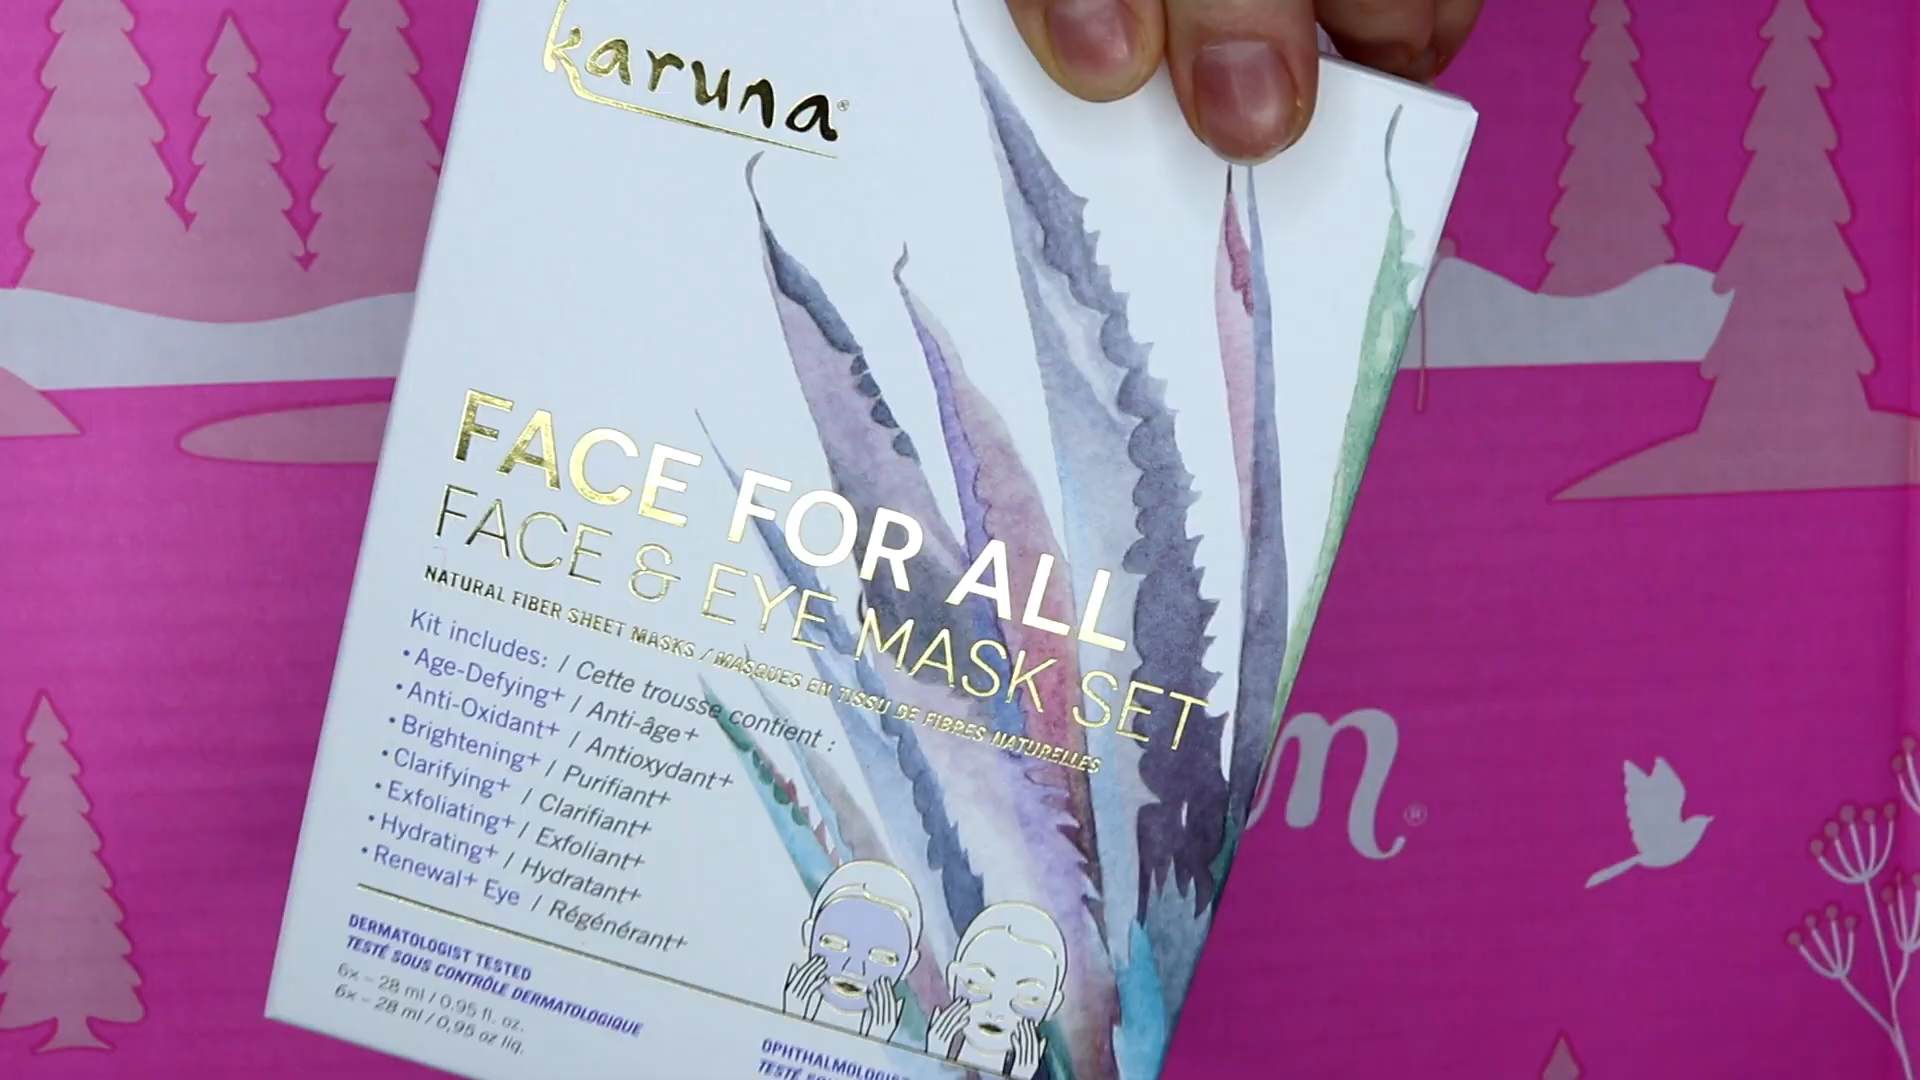 karuna®
FACE FOR ALL
FACE & EYE MASK SET
NATURAL FIBER SHEET MASKS / MASQUES EN TISSU DE FIBRES NATURELLES
Kit includes: / Cette trousse contient :
• Age-Defying+ / Anti-âge+
• Anti-Oxidant+ / Antioxydant+
• Brightening+ / Purifiant+
• Clarifying+ / Clarifiant+
• Exfoliating+ / Exfoliant+
• Hydrating+ / Hydratant+
• Renewal+ Eye / Régénérant+
DERMATOLOGIST TESTED
TESTÉ SOUS CONTRÔLE DERMATOLOGIQUE
6x – 28 ml / 0.95 fl. oz.
6x – 28 ml / 0,95 oz liq.
TESTÉ
m®